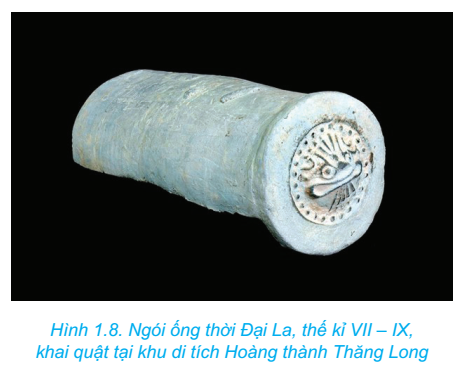 Hình 1.8. Ngói ống thời Đại La, thế kỉ VII – IX,
khai quật tại khu di tích Hoàng thành Thăng Long